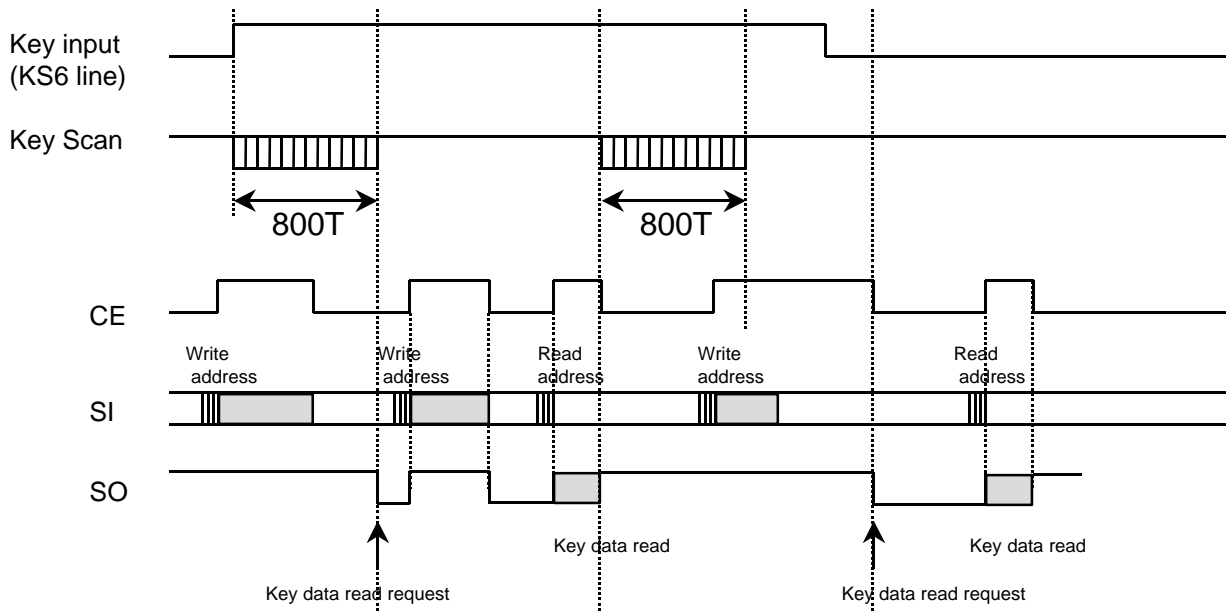 Key input
(KS6 line)
Key Scan
800T
800T
CE
Write
address
Write
address
Read
address
Write
address
Read
address
SI
SO
Key data read
Key data read
Key data read request
Key data read request